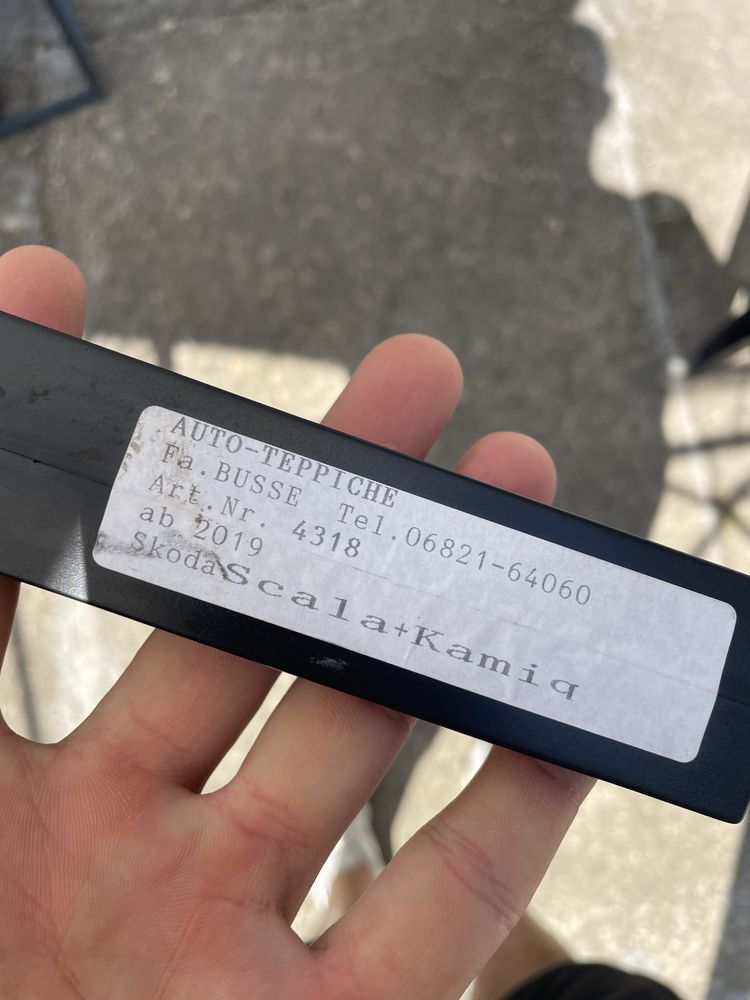 AUTO-TEPPICHE
Fa.BUSSE Tel.06821-64060
Art.Nr. 4318
ab 2019
Skoda Scala+Kamiq